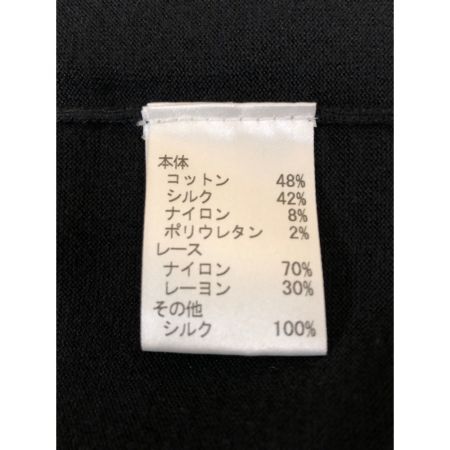 本体
コットン 48%
シルク 42%
ナイロン 8%
ポリウレタン 2%
レース
ナイロン 70%
レーヨン 30%
その他
シルク 100%